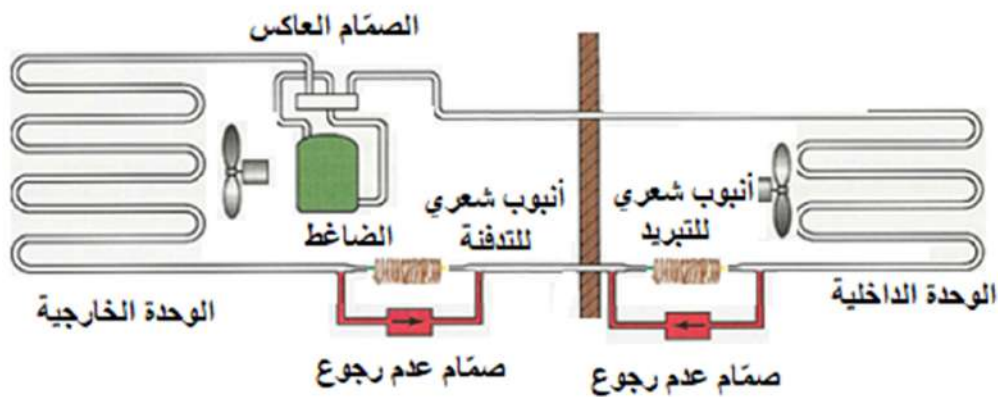 الصمّام العاكس
أنبوب شعري
للتبريد
أنبوب شعري
للتدفئة
الضاغط
الوحدة الداخلية
الوحدة الخارجية
صمّام عدم رجوع
صمّام عدم رجوع